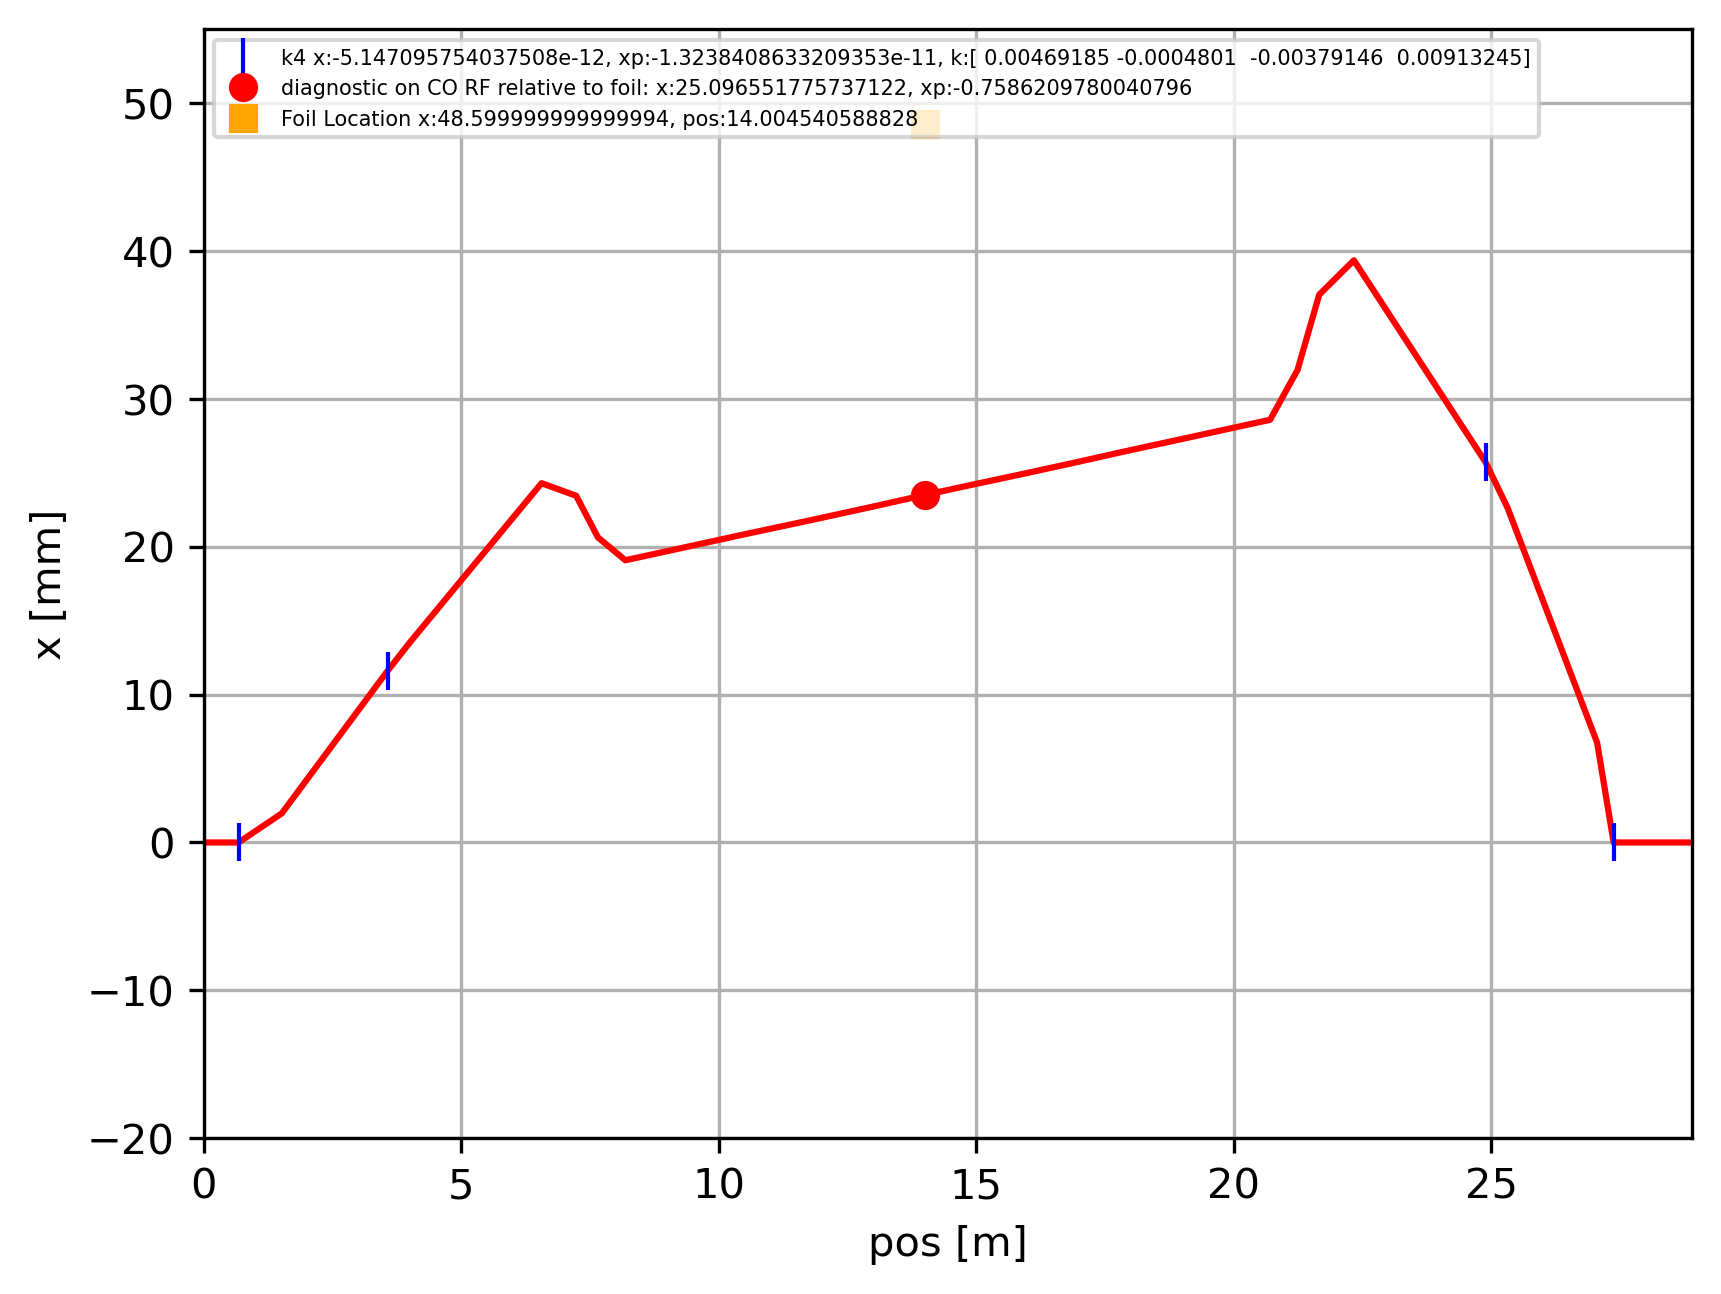 k4 x:-5.147095754037508e-12, xp:-1.3238408633209353e-11, k:[ 0.00469185 -0.0004801  -0.00379146  0.00913245]
diagnostic on CO RF relative to foil: x:25.096551775737122, xp:-0.7586209780040796
Foil Location x:48.599999999999994, pos:14.004540588828
50
40
30
20
10
0
−10
−20
x [mm]
0 5 10 15 20 25
pos [m]